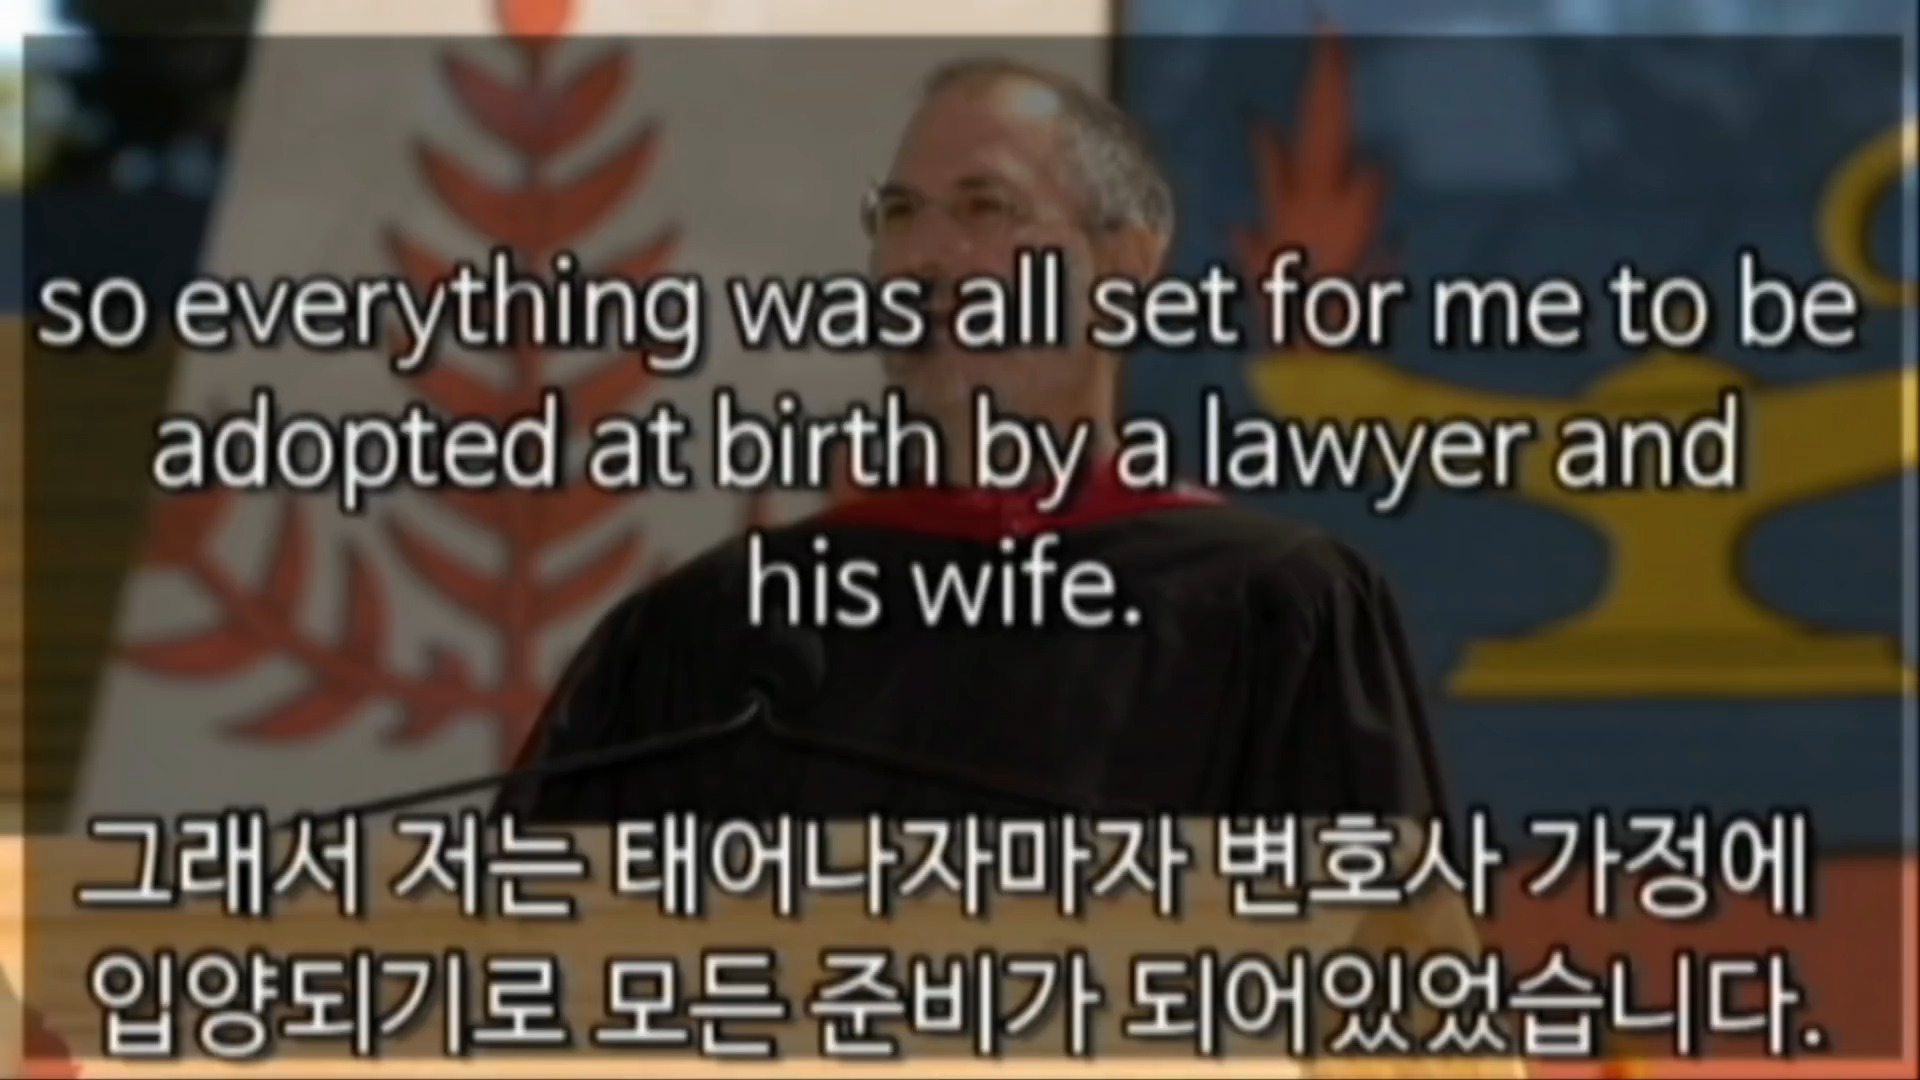 so everything was all set for me to be
adopted at birth by a lawyer and
his wife.
그래서 저는 태어나자마자 변호사 가정에
입양되기로 모든 준비가 되어있었습니다.